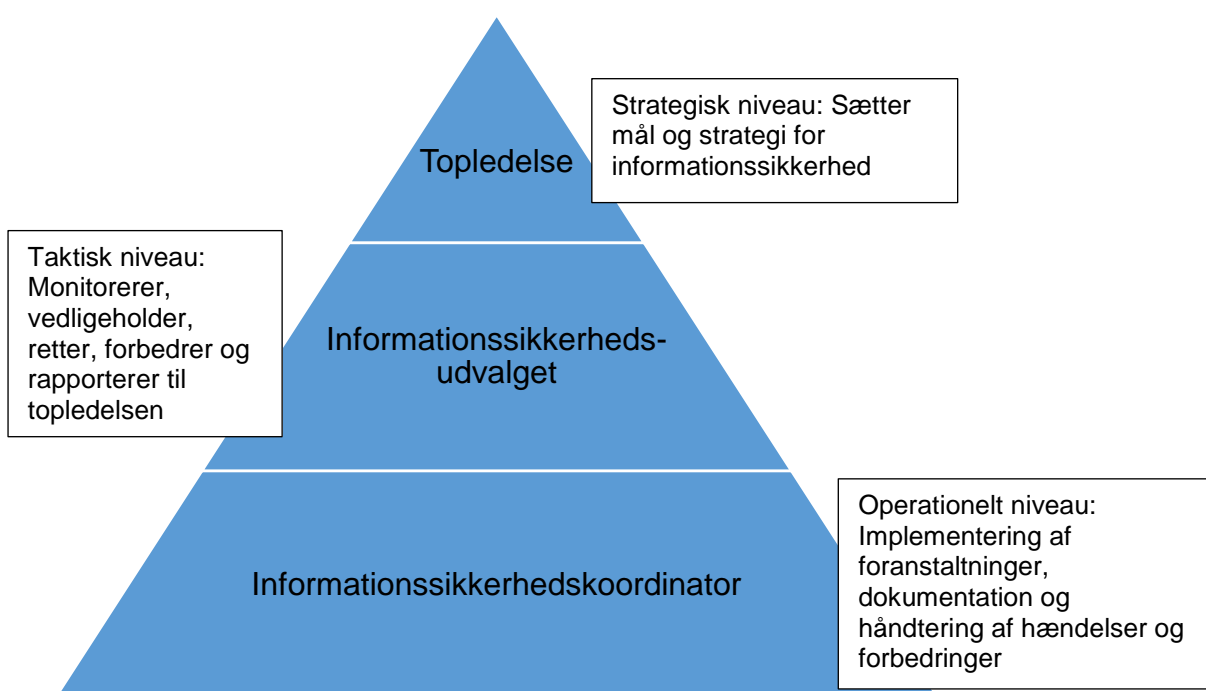 Topledelse
Strategisk niveau: Sætter
mål og strategi for
informationssikkerhed
Taktisk niveau:
Monitorerer,
vedligeholder,
retter, forbedrer og
rapporterer til
topledelsen
Informationssikkerheds-
udvalget
Informationssikkerhedskoordinator
Operationelt niveau:
Implementering af
foranstaltninger,
dokumentation og
håndtering af hændelser og
forbedringer